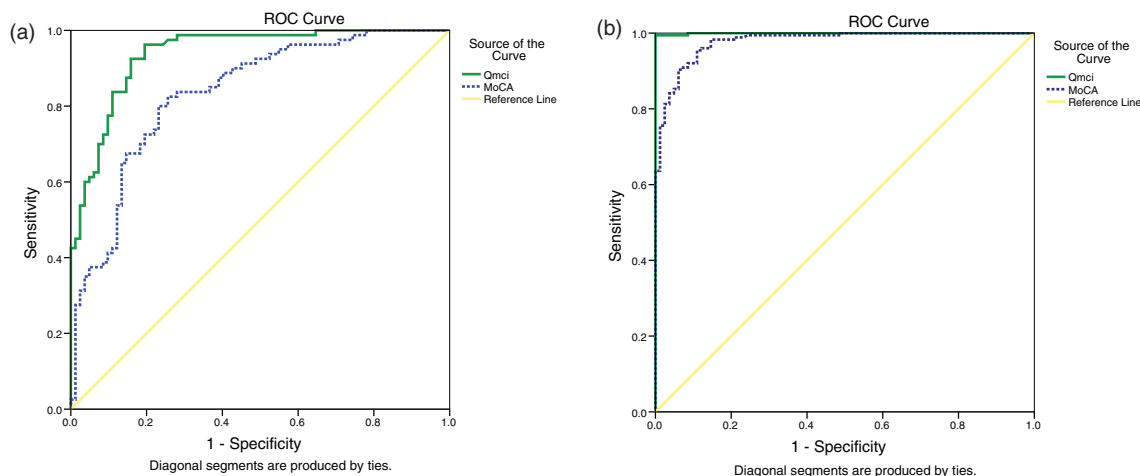 (a)
ROC Curve
Sensitivity
1.0
0.8
0.6
0.4
0.2
0.0
0.0 0.2 0.4 0.6 0.8 1.0
1 - Specificity
Diagonal segments are produced by ties.
Source of the
Curve
Qmci
MoCA
Reference Line
(b)
ROC Curve
Sensitivity
1.0
0.8
0.6
0.4
0.2
0.0
0.0 0.2 0.4 0.6 0.8 1.0
1 - Specificity
Diagonal segments are produced by ties.
Source of the
Curve
Qmci
MoCA
Reference Line